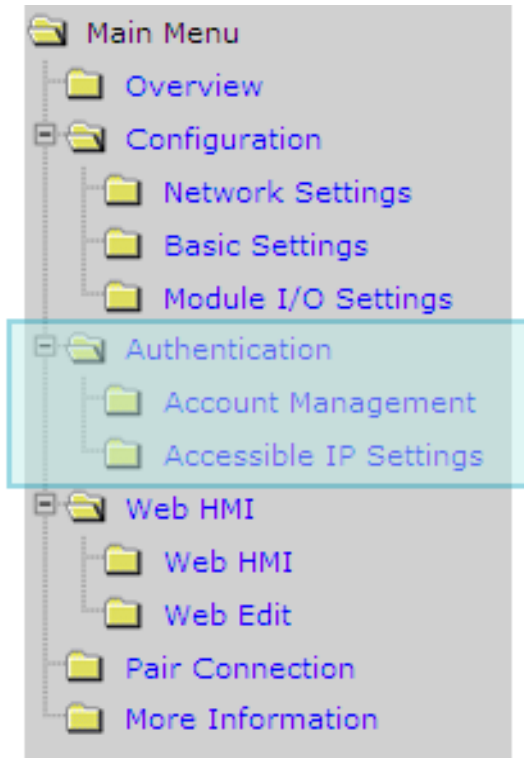 Main Menu
Overview
Configuration
Network Settings
Basic Settings
Module I/O Settings
Authentication
Account Management
Accessible IP Settings
Web HMI
Web HMI
Web Edit
Pair Connection
More Information